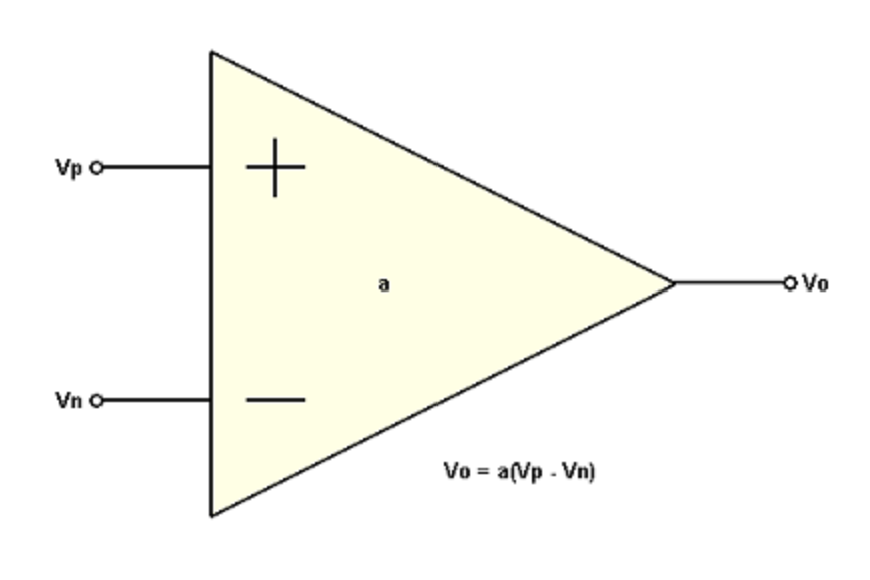 Vp
+
a
Vo
Vn
−
Vo = a(Vp - Vn)